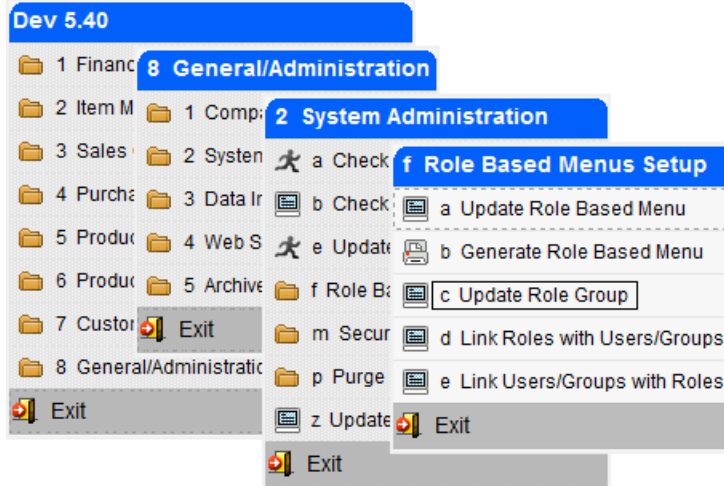 Dev 5.40
1 Financ
2 Item M
3 Sales
4 Purcha
5 Produc
6 Produc
7 Custor
8 General/Administratic
Exit
8 General/Administration
1 Comp
2 System
3 Data Ir
4 Web S
5 Archive
Exit
2 System Administration
a Check
b Check
e Update
f Role Ba
m Secur
p Purge
z Update
Exit
f Role Based Menus Setup
a Update Role Based Menu
b Generate Role Based Menu
c Update Role Group
d Link Roles with Users/Groups
e Link Users/Groups with Roles
Exit